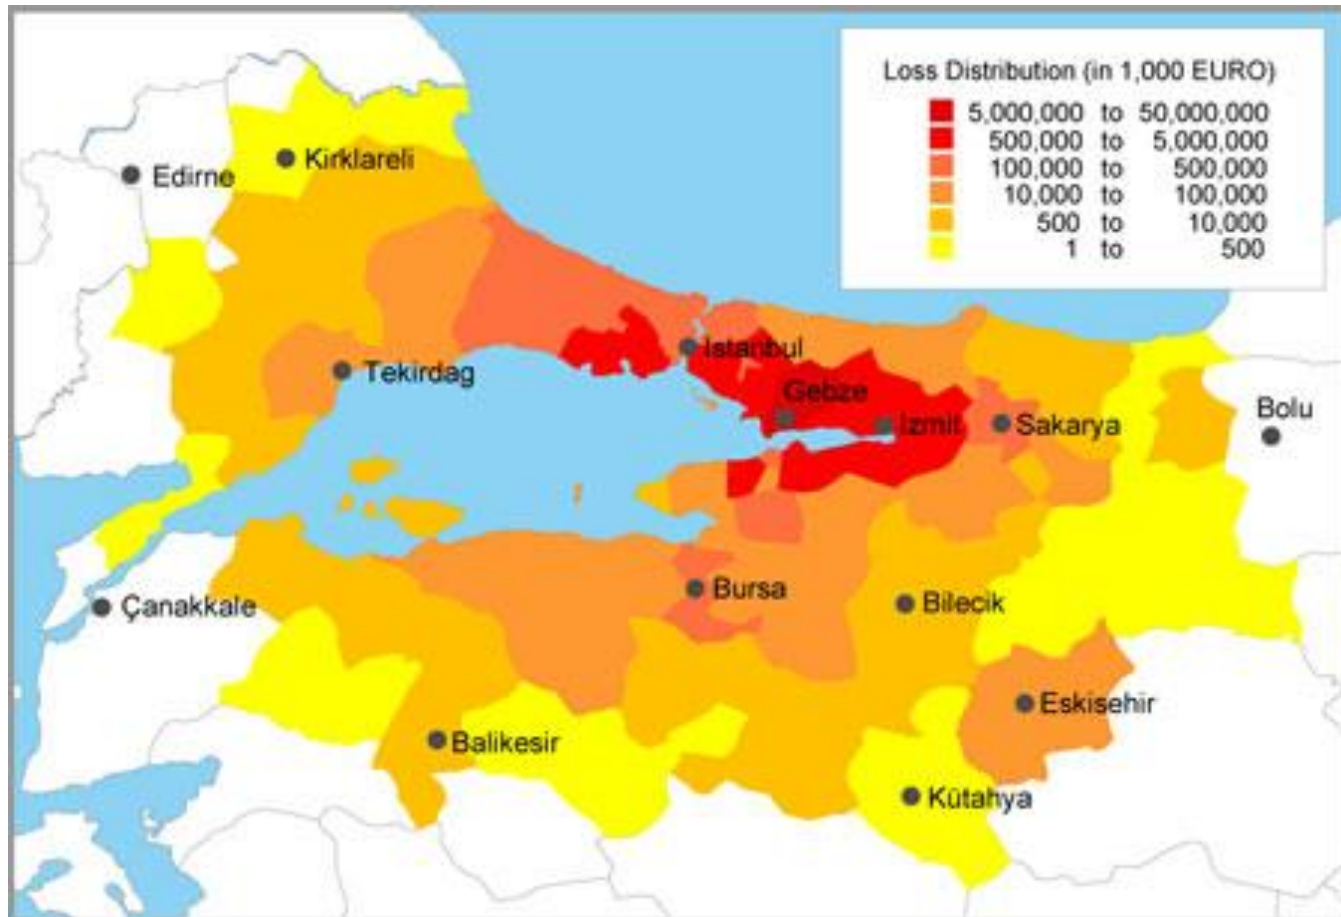 Loss Distribution (in 1,000 EURO)
5,000,000 to 50,000,000
500,000 to 5,000,000
100,000 to 500,000
10,000 to 100,000
500 to 10,000
1 to 500
Kirklareli
Edirne
Istanbul
Tekirdag
Gebze
Izmit
Sakarya
Bolu
Bursa
Bilecik
Çanakkale
Eskisehir
Balikesir
Kütahya